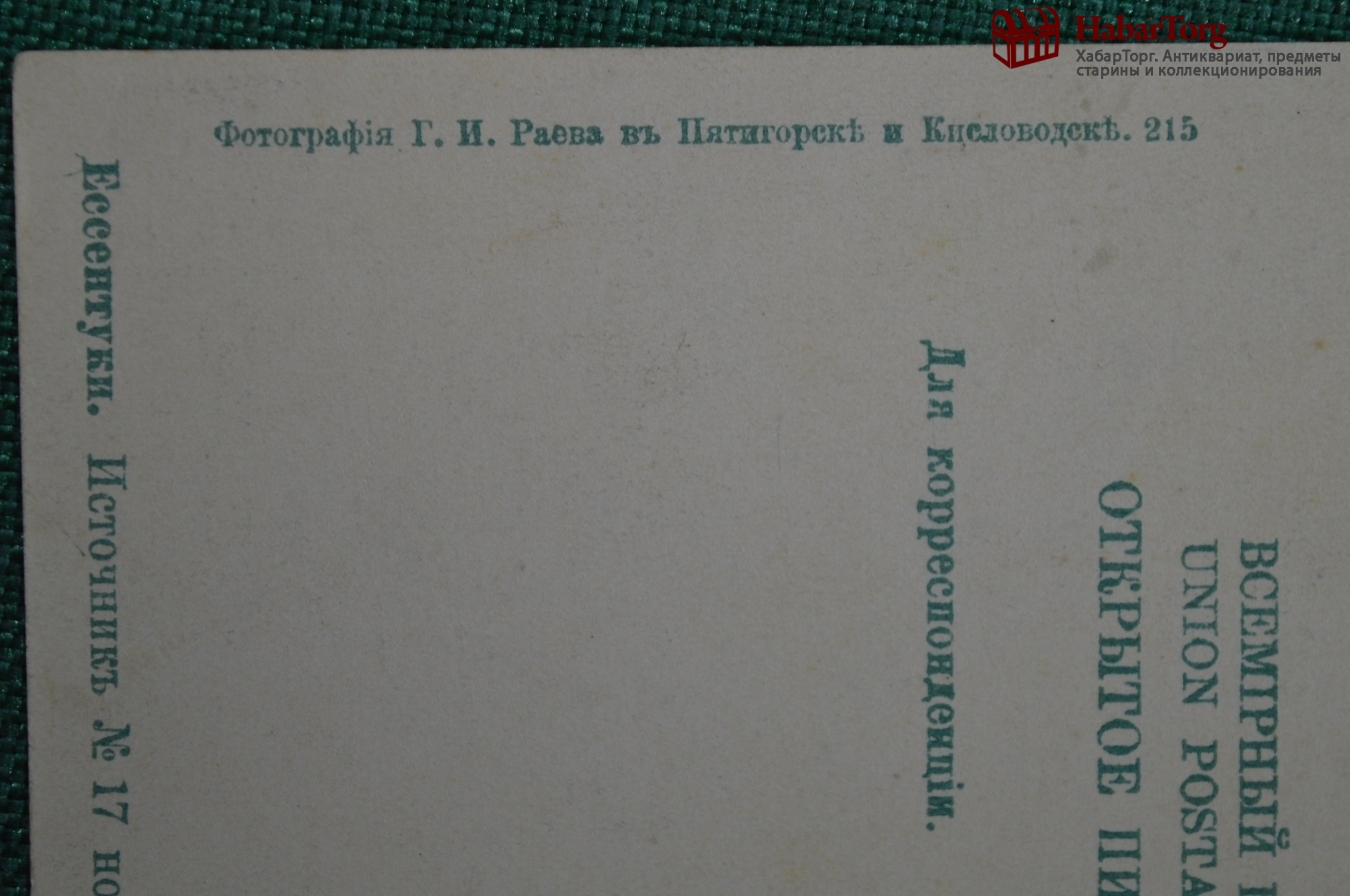 HabarTorg
ХабарТорг. Антиквариат, предметы
старины и коллекционирования
Фотографія Г. И. Раева въ Пятигорскѣ и Кисловодскѣ. 215
Ессентуки. Источникъ № 17
Для корреспонденціи.
ВСЕМІРНЫЙ
UNION
ОТКРЫТОЕ